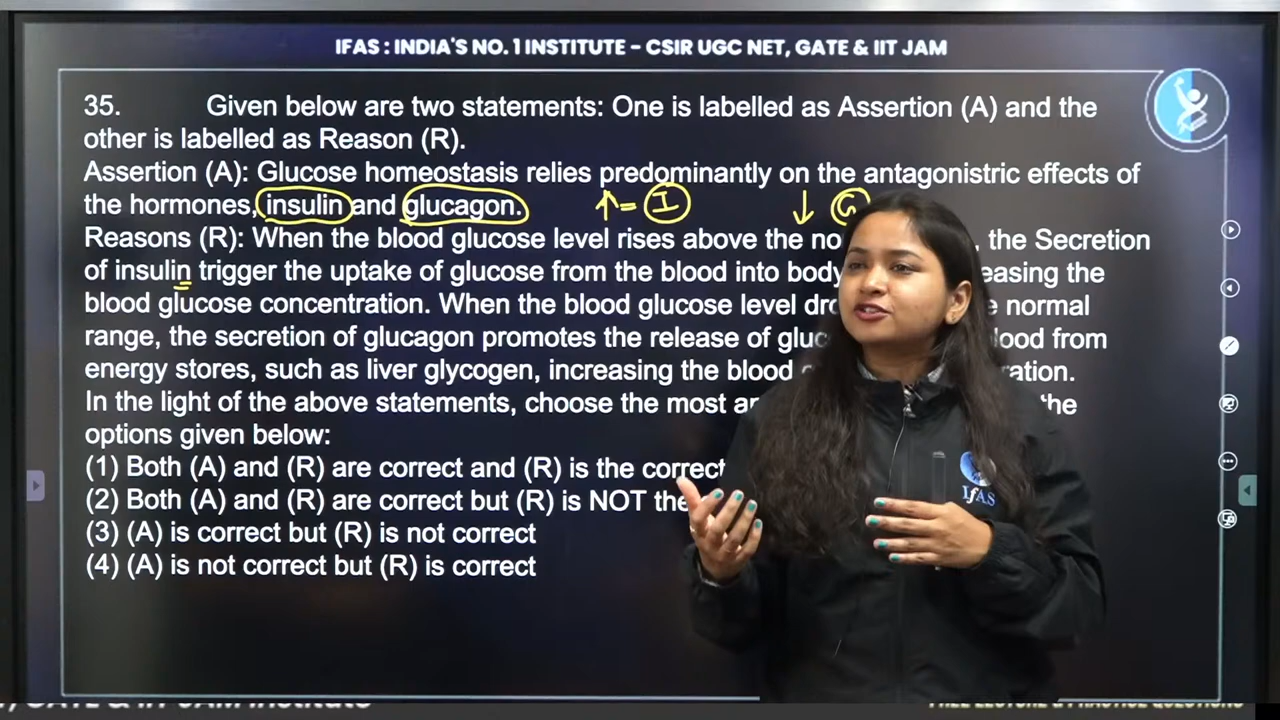 IFAS : INDIA'S NO. 1 INSTITUTE - CSIR UGC NET, GATE & IIT JAM
35. Given below are two statements: One is labelled as Assertion (A) and the
other is labelled as Reason (R).
Assertion (A): Glucose homeostasis relies predominantly on the antagonistric effects of
the hormones, insulin and glucagon. ↑ = I ↓ G
Reasons (R): When the blood glucose level rises above the , the Secretion
of insulin trigger the uptake of glucose from the blood into body the
blood glucose concentration. When the blood glucose level normal
range, the secretion of glucagon promotes the release of from
energy stores, such as liver glycogen, increasing the blood
In the light of the above statements, choose the most the
options given below:
(1) Both (A) and (R) are correct and (R) is the correct
(2) Both (A) and (R) are correct but (R) is NOT the
(3) (A) is correct but (R) is not correct
(4) (A) is not correct but (R) is correct
IfAS